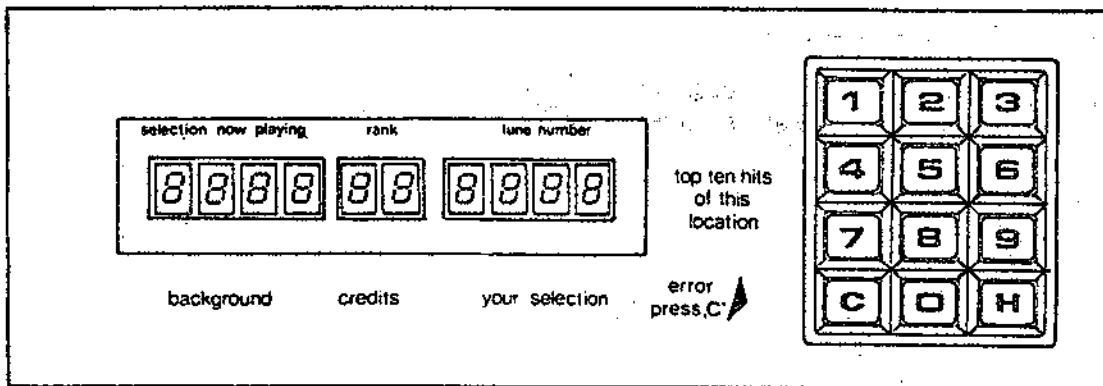 selection now playing rank tune number
8888 88 8888
top ten hits
of this
location
background credits your selection
error
press,C'
1 2 3
4 5 6
7 8 9
C 0 H